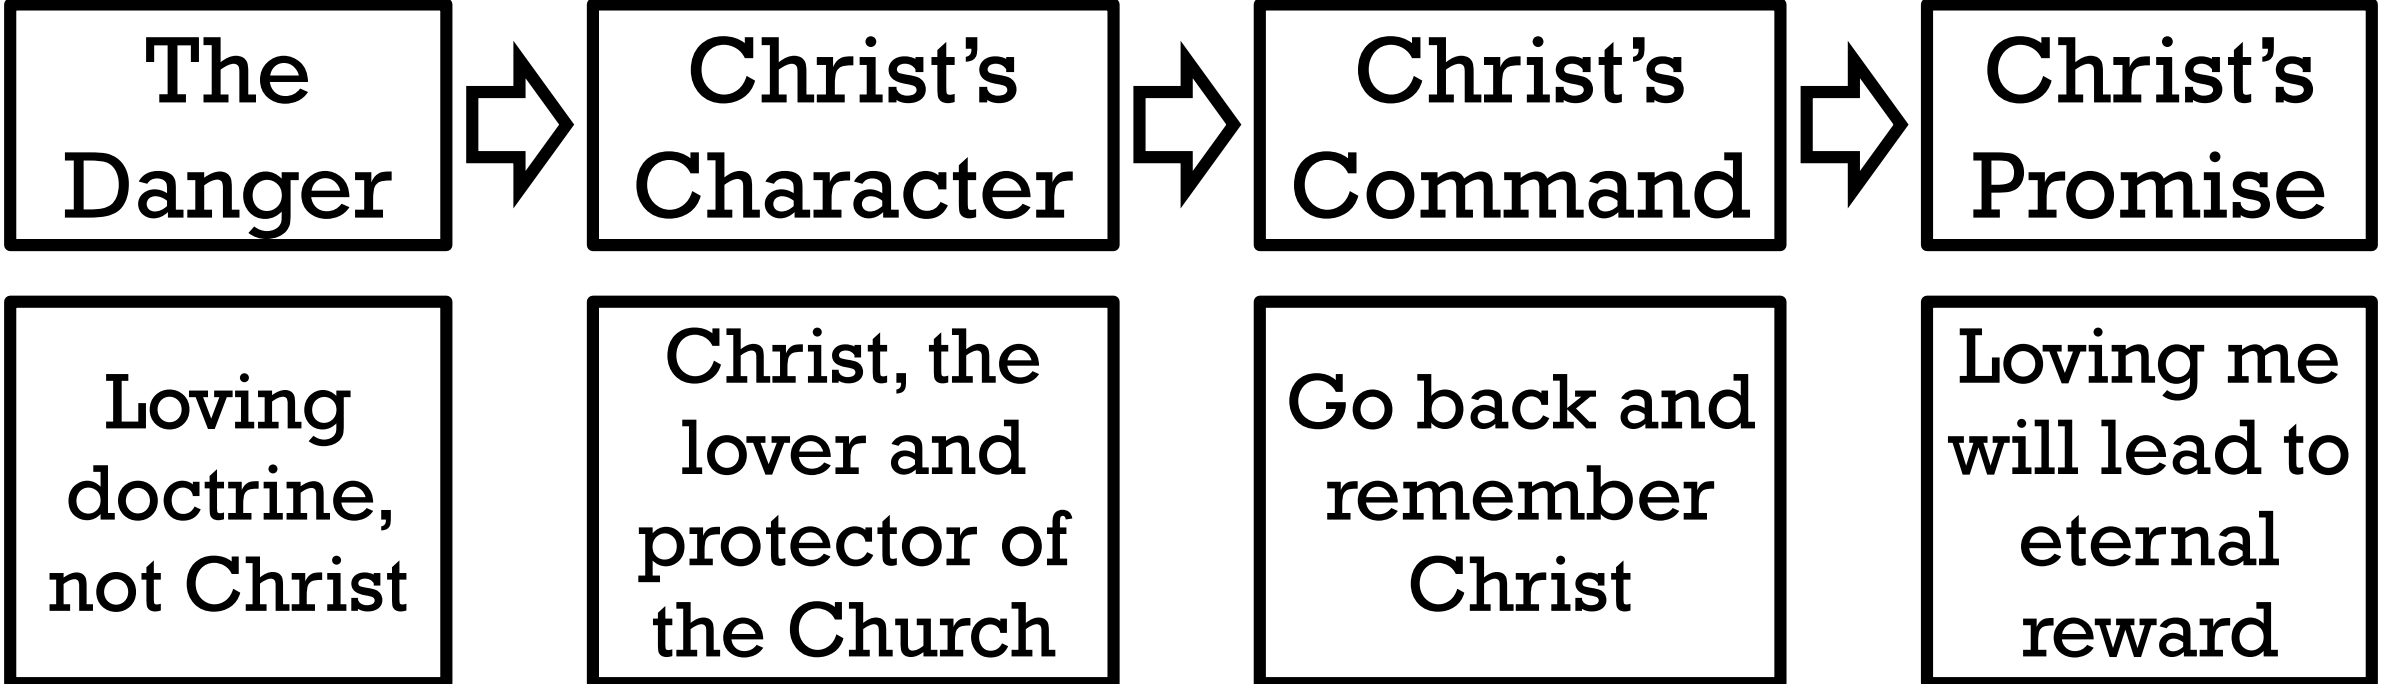 The
Danger
Christ’s
Character
Christ’s
Command
Christ’s
Promise
Loving
doctrine,
not Christ
Christ, the
lover and
protector of
the Church
Go back and
remember
Christ
Loving me
will lead to
eternal
reward